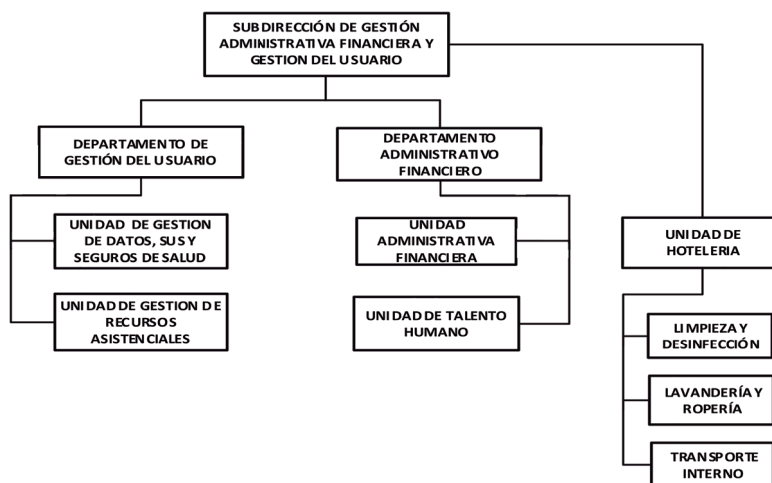 SUBDIRECCIÓN DE GESTIÓN
ADMINISTRATIVA FINANCIERA Y
GESTION DEL USUARIO
DEPARTAMENTO DE
GESTIÓN DEL USUARIO
DEPARTAMENTO
ADMINISTRATIVO
FINANCIERO
UNIDAD DE GESTION
DE DATOS, SUS Y
SEGUROS DE SALUD
UNIDAD
ADMINISTRATIVA
FINANCIERA
UNIDAD DE
HOTELERIA
UNIDAD DE GESTION DE
RECURSOS
ASISTENCIALES
UNIDAD DE TALENTO
HUMANO
LIMPIEZA Y
DESINFECCIÓN
LAVANDERÍA Y
ROPERÍA
TRANSPORTE
INTERNO